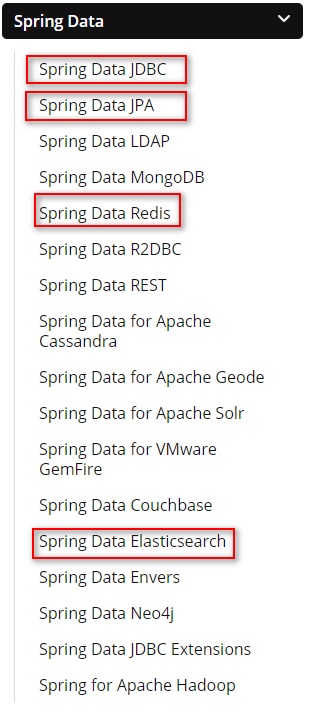 Spring Data
Spring Data JDBC
Spring Data JPA
Spring Data LDAP
Spring Data MongoDB
Spring Data Redis
Spring Data R2DBC
Spring Data REST
Spring Data for Apache
Cassandra
Spring Data for Apache Geode
Spring Data for Apache Solr
Spring Data for VMware
GemFire
Spring Data Couchbase
Spring Data Elasticsearch
Spring Data Envers
Spring Data Neo4j
Spring Data JDBC Extensions
Spring for Apache Hadoop